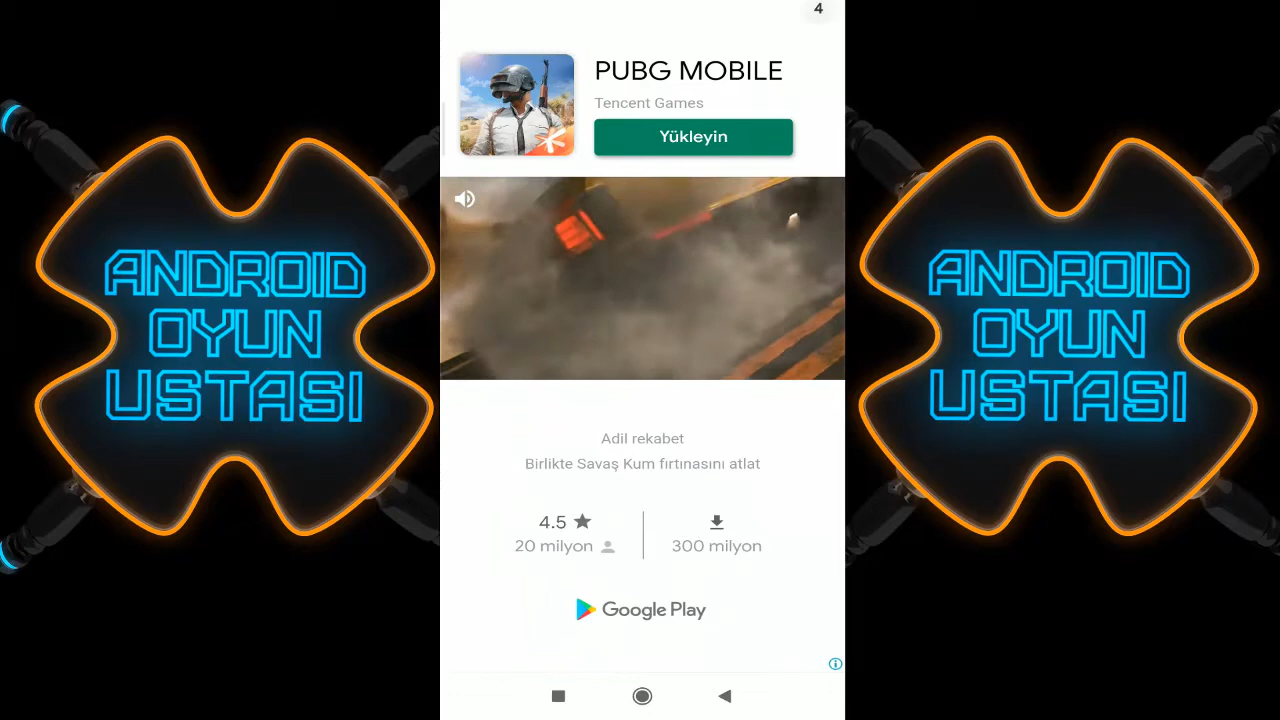 ANDROID
OYUN
USTASI
4
PUBG MOBILE
Tencent Games
Yükleyin
Adil rekabet
Birlikte Savaş Kum fırtınasını atlat
4.5
20 milyon
300 milyon
Google Play
ANDROID
OYUN
USTASI